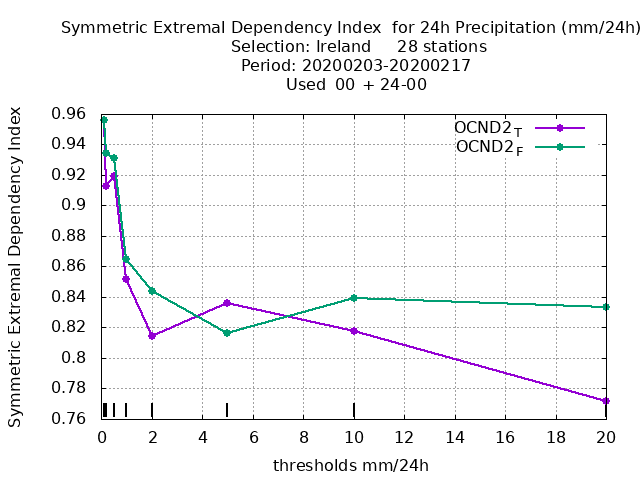 Symmetric Extremal Dependency Index  for 24h Precipitation (mm/24h)
Selection: Ireland     28 stations
Period: 20200203-20200217
Used  00  + 24-00
Symmetric Extremal Dependency Index
0.96
0.94
0.92
0.9
0.88
0.86
0.84
0.82
0.8
0.78
0.76
OCND2T
OCND2F
0 2 4 6 8 10 12 14 16 18 20
thresholds mm/24h